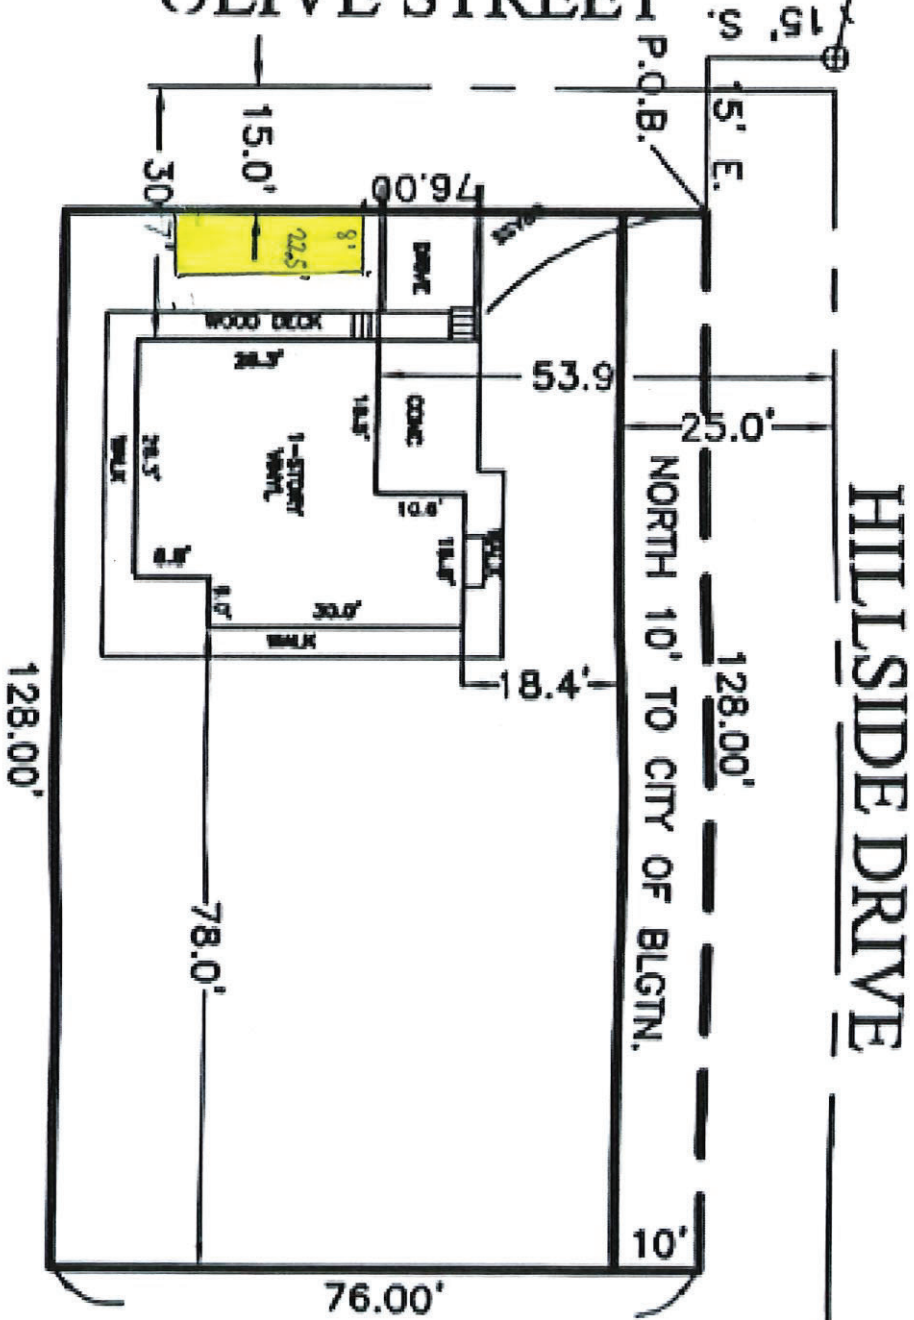 OLIVE STREET
15'
S.
P.O.B.
15' E.
15.0'
30.7'
76.00
8'
22.5'
DRIVE
WOOD DECK
53.9
25.0'
CONC
1-STORY
VINYL
WALK
WALK
30.0'
WALK
18.4'
NORTH 10' TO CITY OF BLGTN.
HILLSIDE DRIVE
128.00'
128.00'
78.0'
10'
76.00'